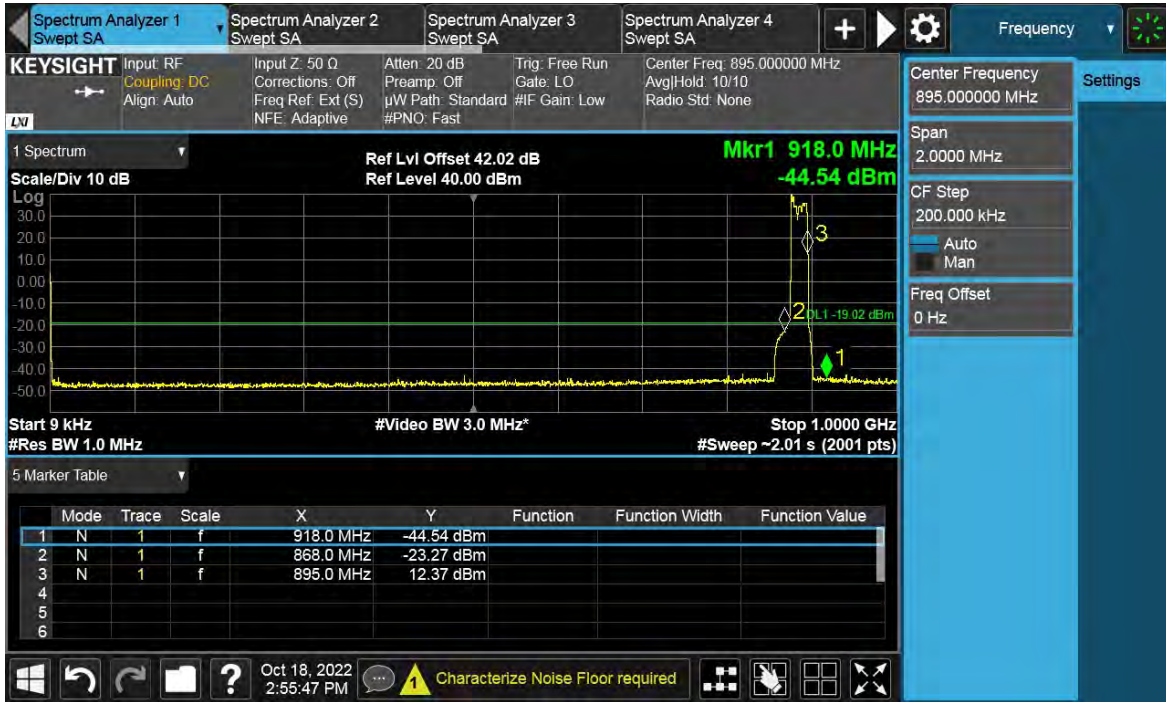 Spectrum Analyzer 1
Swept SA
Spectrum Analyzer 2
Swept SA
Spectrum Analyzer 3
Swept SA
Spectrum Analyzer 4
Swept SA
+
Frequency
KEYSIGHT
LXI
Input: RF
Coupling: DC
Align: Auto
Input Z: 50 Ω
Corrections: Off
Freq Ref: Ext (S)
NFE: Adaptive
Atten: 20 dB
Preamp: Off
µW Path: Standard
#PNO: Fast
Trig: Free Run
Gate: LO
#IF Gain: Low
Center Freq: 895.000000 MHz
Avg|Hold: 10/10
Radio Std: None
Center Frequency
895.000000 MHz
Settings
Span
2.0000 MHz
CF Step
200.000 kHz
Auto
Man
Freq Offset
0 Hz
1 Spectrum
Scale/Div 10 dB
Ref Lvl Offset 42.02 dB
Ref Level 40.00 dBm
Mkr1 918.0 MHz
-44.54 dBm
Log
30.0
20.0
10.0
0.00
-10.0
-20.0
-30.0
-40.0
-50.0
3
2
DL1 -19.02 dBm
1
Start 9 kHz
#Video BW 3.0 MHz*
Stop 1.0000 GHz
#Res BW 1.0 MHz
#Sweep ~2.01 s (2001 pts)
5 Marker Table
Mode Trace Scale X Y Function Function Width Function Value
1 N 1 f 918.0 MHz -44.54 dBm
2 N 1 f 868.0 MHz -23.27 dBm
3 N 1 f 895.0 MHz 12.37 dBm
4
5
6
?
Oct 18, 2022
2:55:47 PM
1
Characterize Noise Floor required